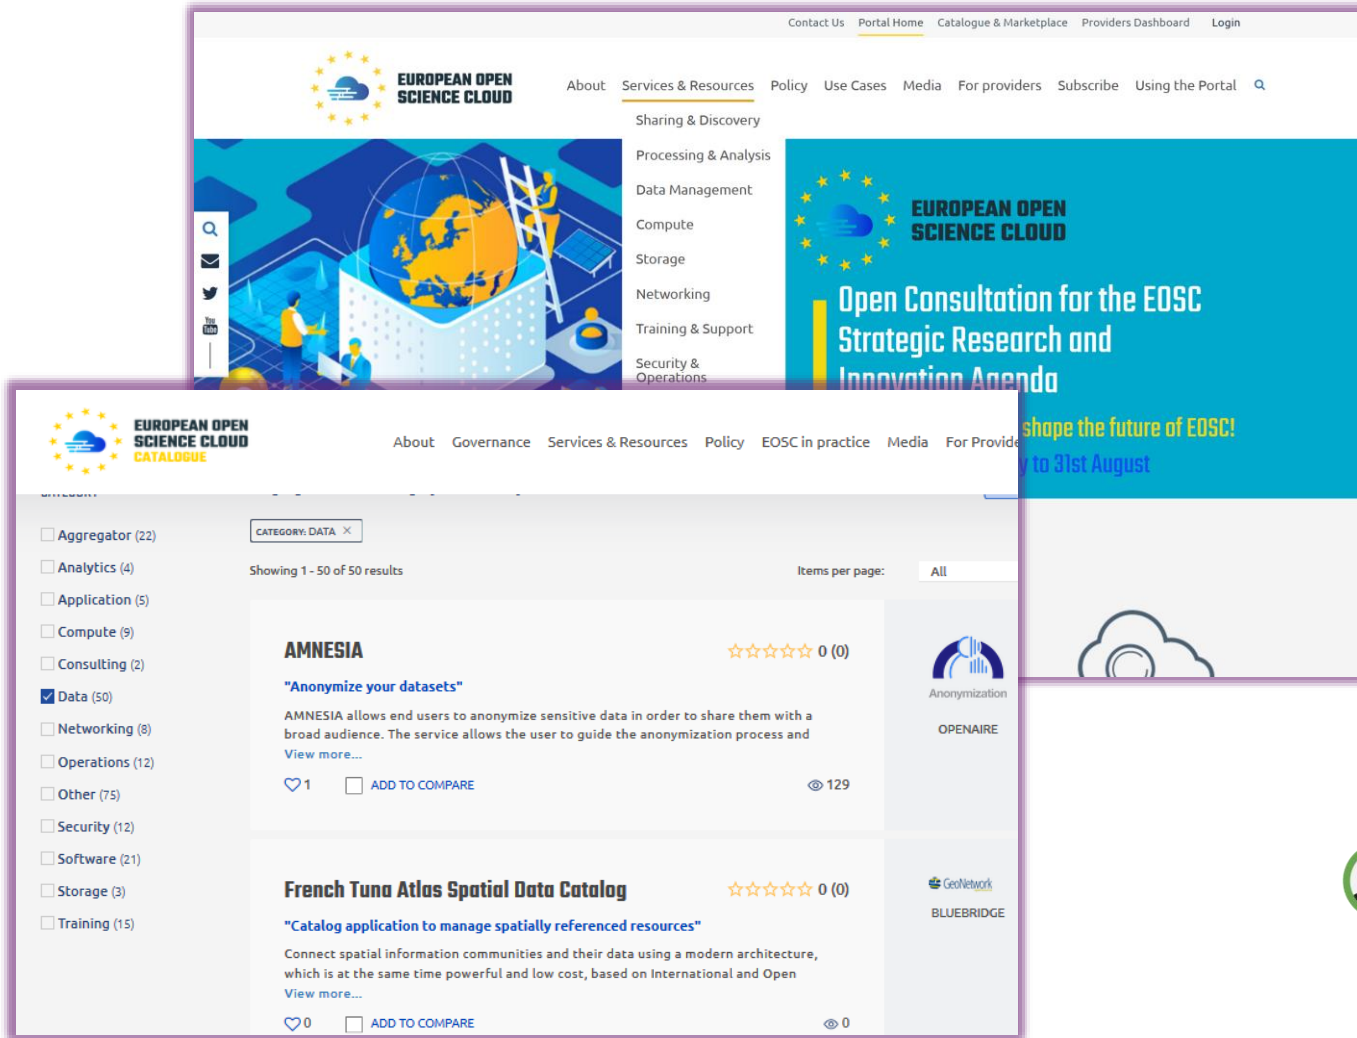 Contact Us Portal Home Catalogue & Marketplace Providers Dashboard Login
EUROPEAN OPEN
SCIENCE CLOUD
About Services & Resources Policy Use Cases Media For providers Subscribe Using the Portal
Sharing & Discovery
Processing & Analysis
Data Management
Compute
Storage
Networking
Training & Support
Security &
Operations
You
Tube
EUROPEAN OPEN
SCIENCE CLOUD
Open Consultation for the EOSC
Strategic Research and
Innovation Agenda
shape the future of EOSC!
to 31st August
EUROPEAN OPEN
SCIENCE CLOUD
CATALOGUE
About Governance Services & Resources Policy EOSC in practice Media For Provide
CATEGORY
Aggregator (22)
Analytics (4)
Application (5)
Compute (9)
Consulting (2)
Data (50)
Networking (8)
Operations (12)
Other (75)
Security (12)
Software (21)
Storage (3)
Training (15)
CATEGORY: DATA ×
Showing 1 - 50 of 50 results
Items per page: All
AMNESIA
0 (0)
"Anonymize your datasets"
AMNESIA allows end users to anonymize sensitive data in order to share them with a
broad audience. The service allows the user to guide the anonymization process and
View more...
1 ADD TO COMPARE 129
Anonymization
OPENAIRE
French Tuna Atlas Spatial Data Catalog
0 (0)
"Catalog application to manage spatially referenced resources"
Connect spatial information communities and their data using a modern architecture,
which is at the same time powerful and low cost, based on International and Open
View more...
0 ADD TO COMPARE 0
GeoNetwork
BLUEBRIDGE